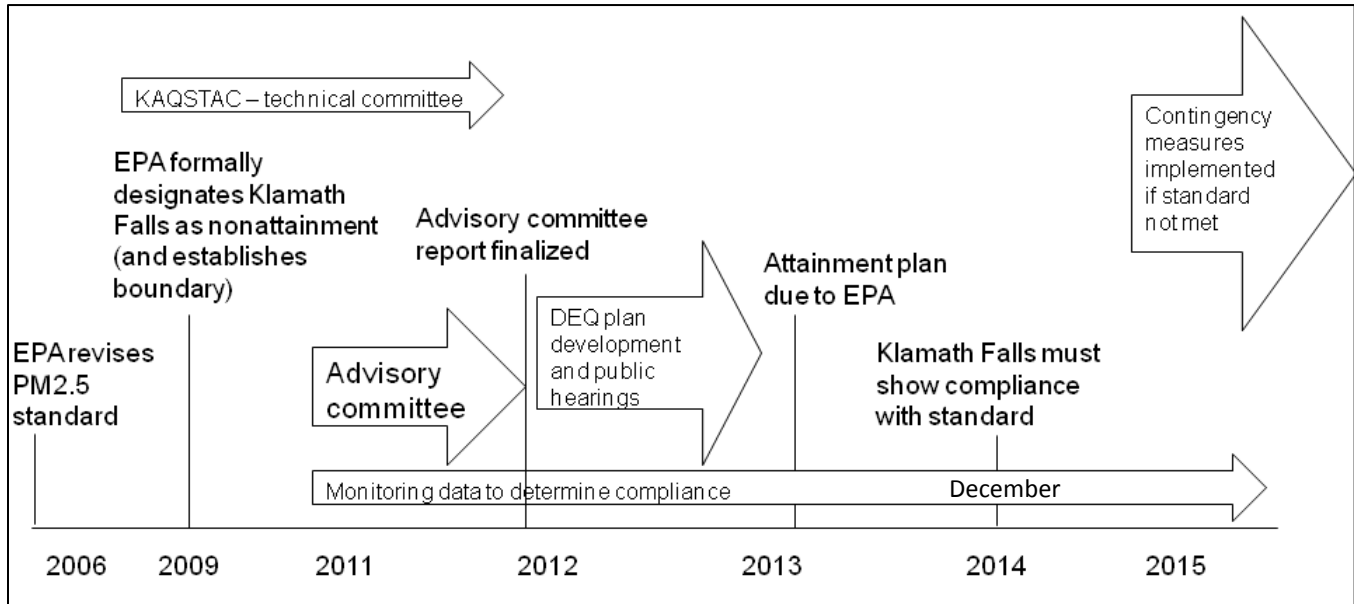 KAQSTAC – technical committee
EPA formally
designates Klamath
Falls as nonattainment
(and establishes
boundary)
EPA revises
PM2.5
standard
Advisory committee
report finalized
Advisory
committee
DEQ plan
development
and public
hearings
Attainment plan
due to EPA
Klamath Falls must
show compliance
with standard
Contingency
measures
implemented
if standard
not met
Monitoring data to determine compliance
December
2006 2009 2011 2012 2013 2014 2015